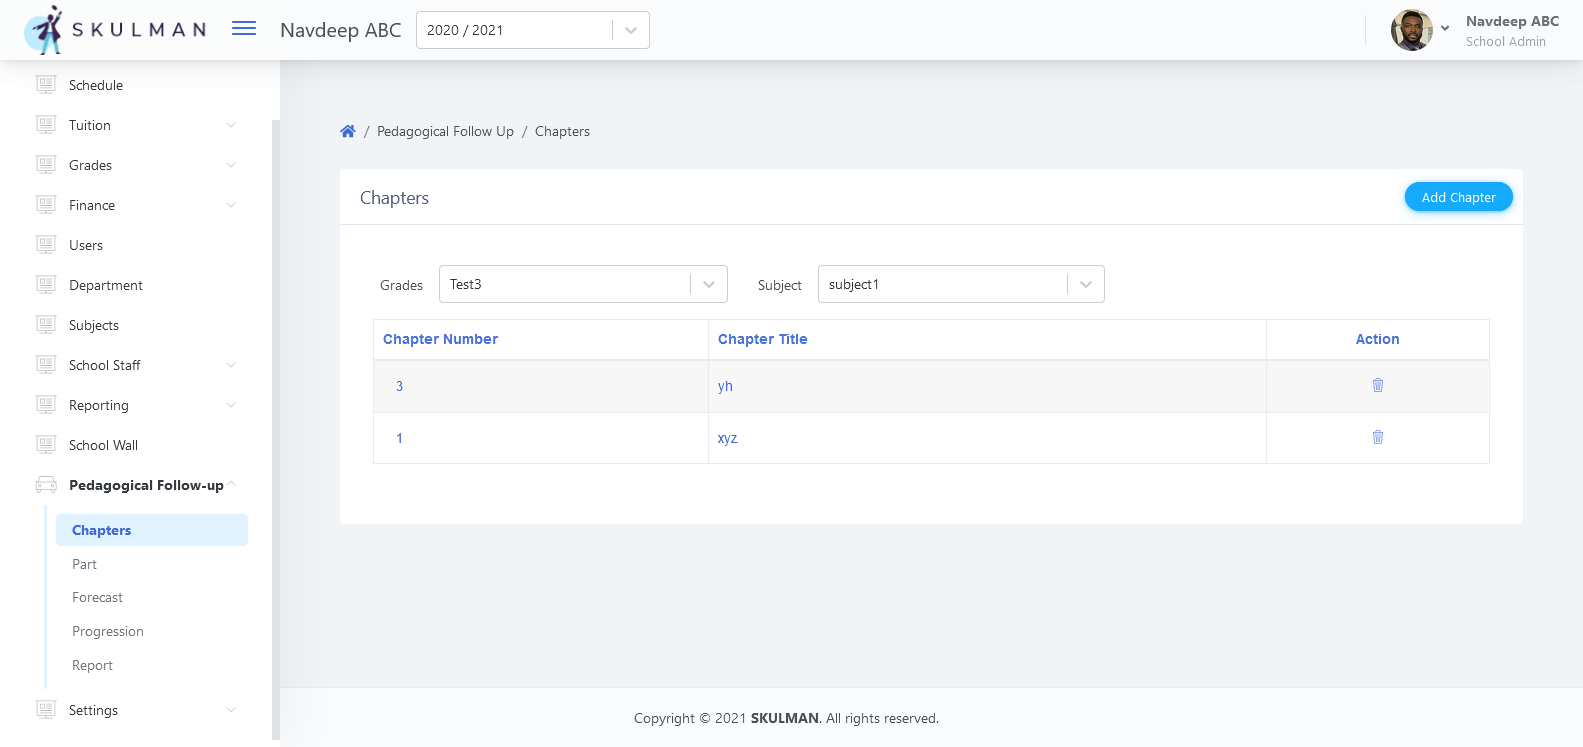 SKULMAN
Navdeep ABC
2020 / 2021
Navdeep ABC
School Admin
Schedule
Tuition
Grades
Finance
Users
Department
Subjects
School Staff
Reporting
School Wall
Pedagogical Follow-up
Chapters
Part
Forecast
Progression
Report
Settings
/ Pedagogical Follow Up / Chapters
Chapters
Add Chapter
Grades Test3 Subject subject1
Chapter Number Chapter Title Action
3 yh
1 xyz
Copyright © 2021 SKULMAN. All rights reserved.